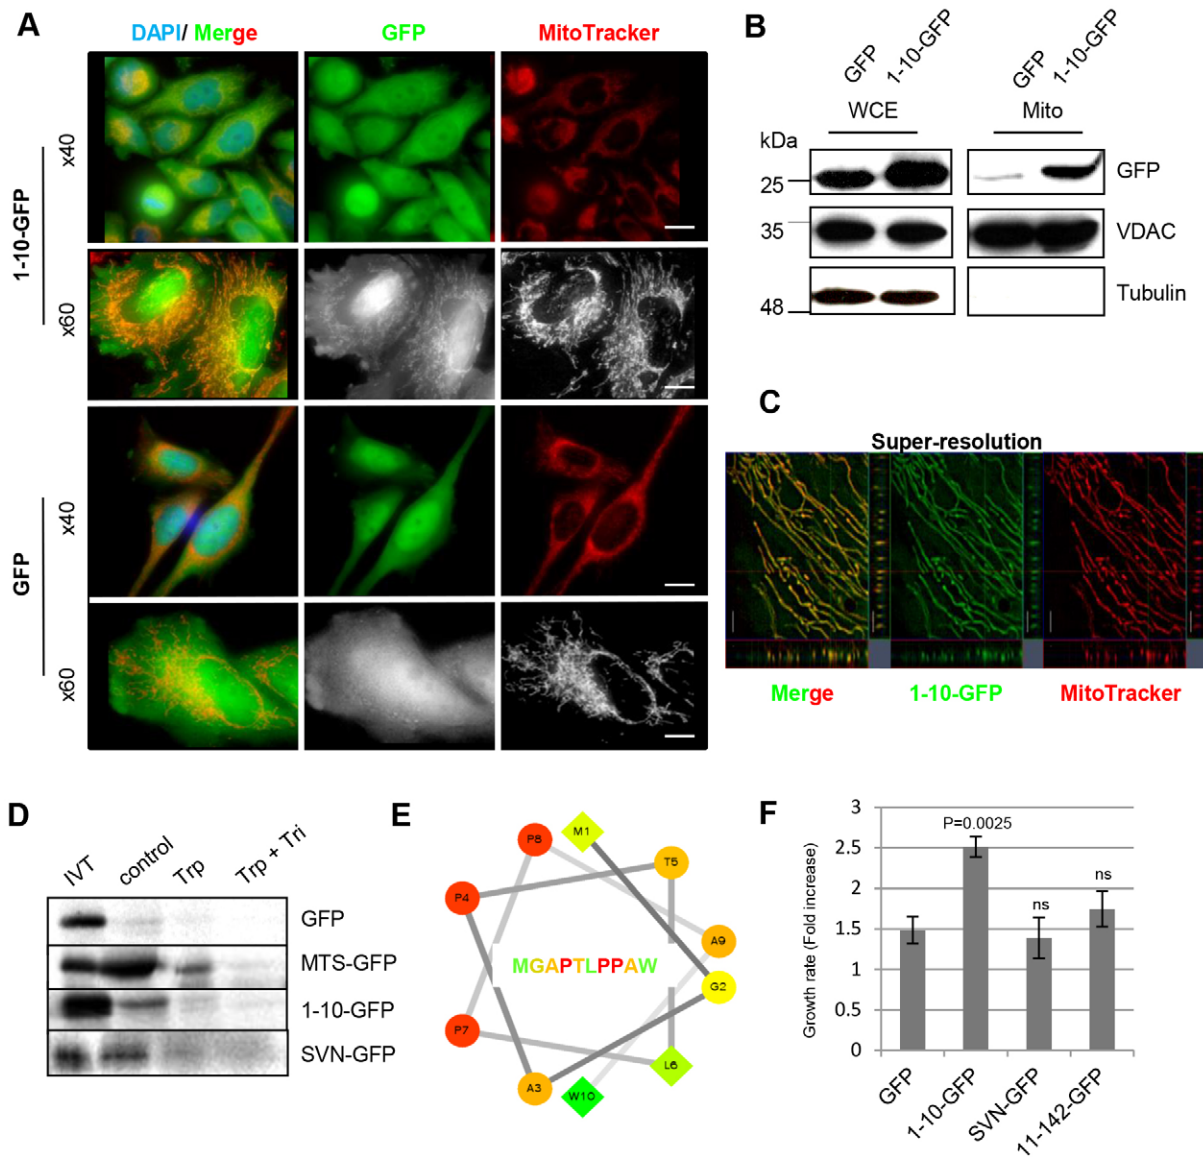 A
DAPI/ Merge
GFP
MitoTracker
1-10-GFP
x40
x60
GFP
x40
x60
B
GFP
1-10-GFP
GFP
1-10-GFP
WCE
Mito
kDa
25
GFP
35
VDAC
48
Tubulin
C
Super-resolution
Merge
1-10-GFP
MitoTracker
D
IVT
control
Trp
Trp + Tri
GFP
MTS-GFP
1-10-GFP
SVN-GFP
E
M1
P8
T5
P4
A9
MGAPTLPPAW
G2
P7
L6
A3
W10
F
Growth rate (Fold increase)
3
2.5
2
1.5
1
0.5
0
P=0.0025
ns
ns
GFP
1-10-GFP
SVN-GFP
11-142-GFP